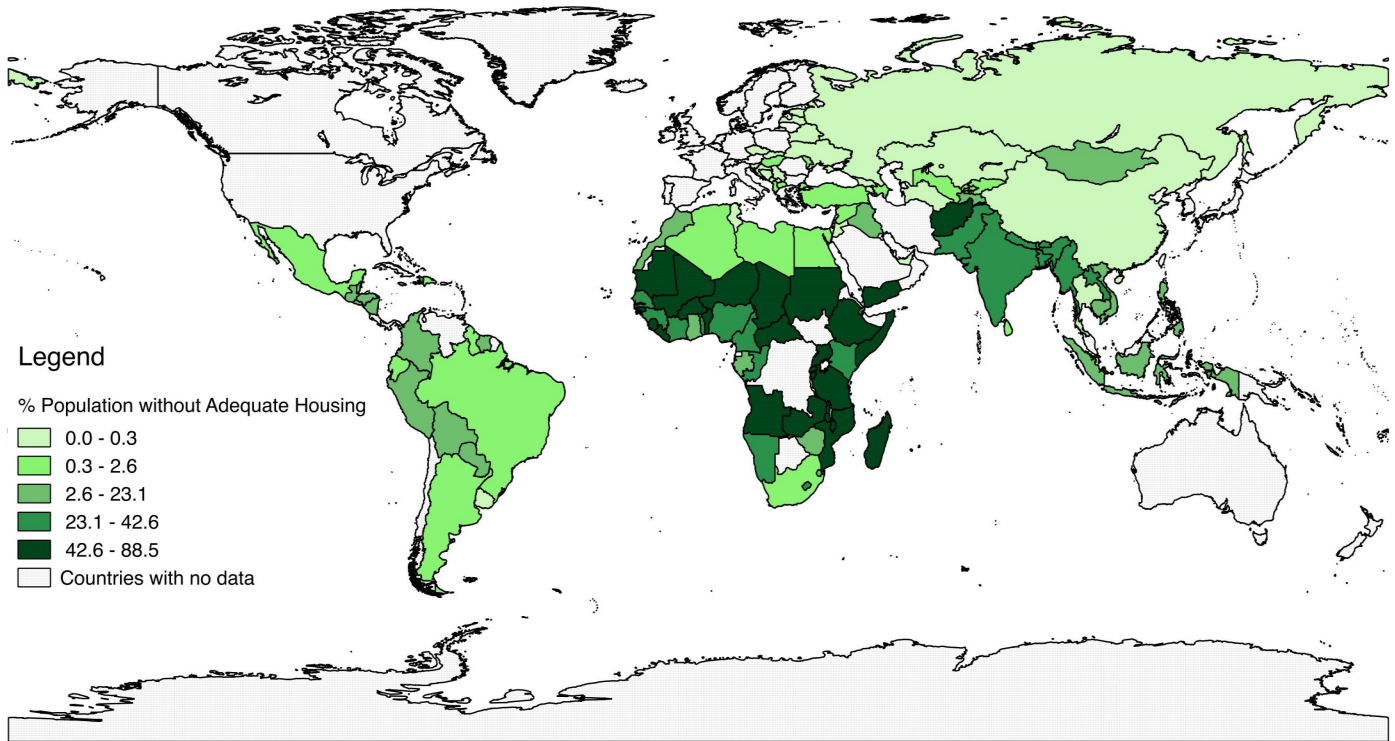 Legend
% Population without Adequate Housing
0.0 - 0.3
0.3 - 2.6
2.6 - 23.1
23.1 - 42.6
42.6 - 88.5
Countries with no data